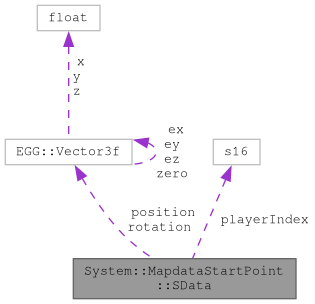 float
x
y
z
EGG::Vector3f
ex
ey
ez
zero
s16
position
rotation
playerIndex
System::MapdataStartPoint
::SData